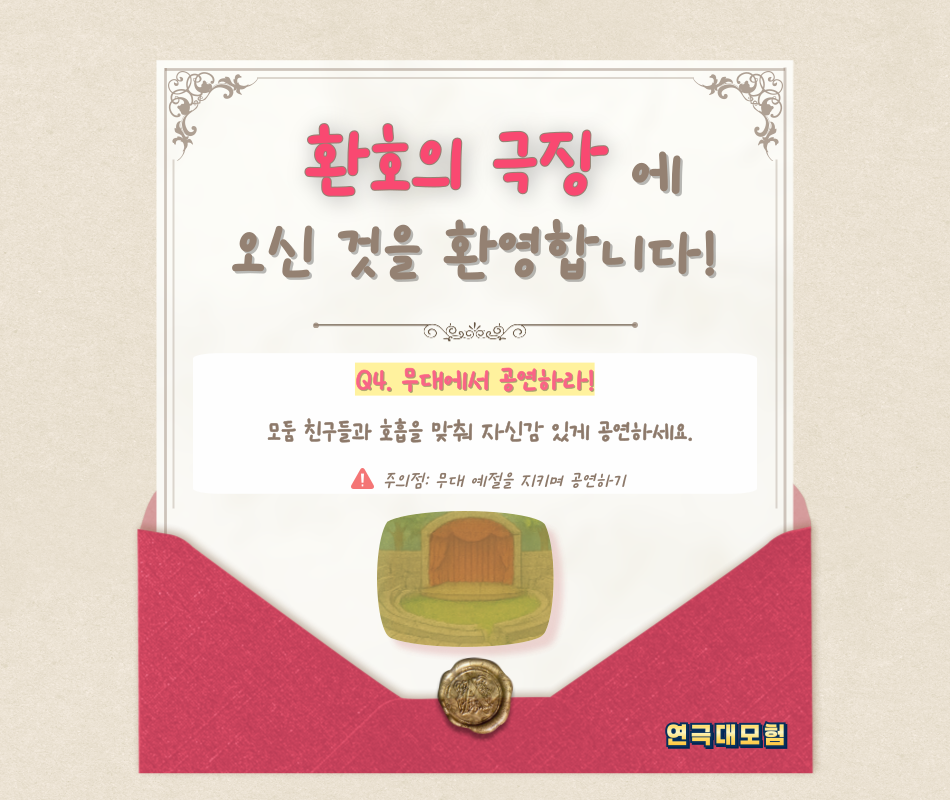 환호의 극장 에
오신 것을 환영합니다!
Q4. 무대에서 공연하라!
모둠 친구들과 호흡을 맞춰 자신감 있게 공연하세요.
주의점: 무대 예절을 지키며 공연하기
연극대모험